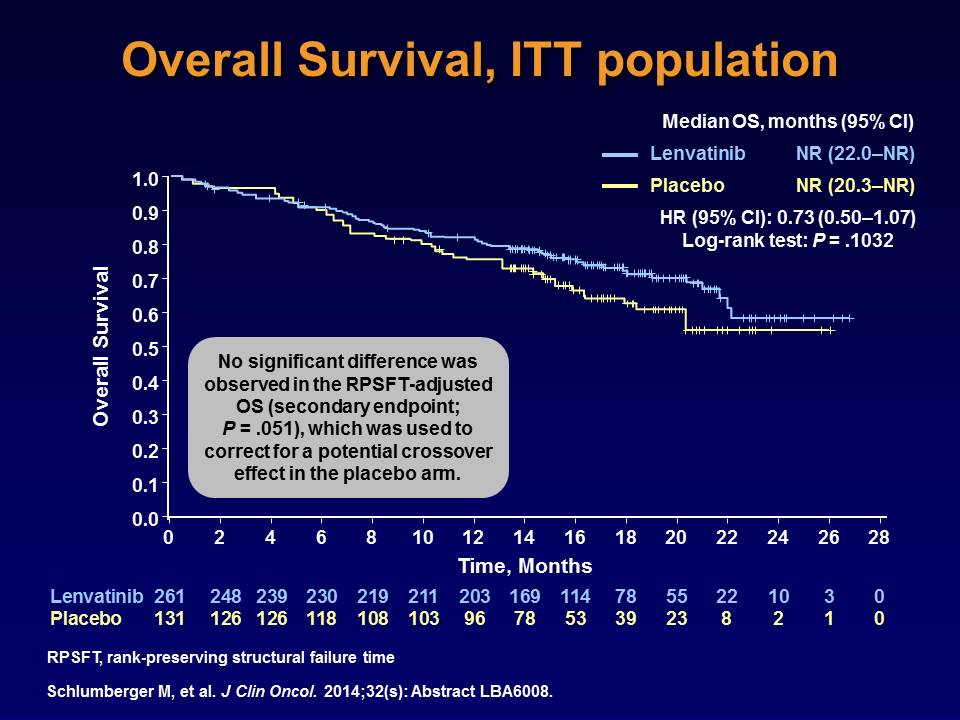 Overall Survival, ITT population
Median OS, months (95% CI)
Lenvatinib NR (22.0–NR)
Placebo NR (20.3–NR)
HR (95% CI): 0.73 (0.50–1.07)
Log-rank test: P = .1032
Overall Survival
1.0
0.9
0.8
0.7
0.6
0.5
0.4
0.3
0.2
0.1
0.0
No significant difference was
observed in the RPSFT-adjusted
OS (secondary endpoint;
P = .051), which was used to
correct for a potential crossover
effect in the placebo arm.
0 2 4 6 8 10 12 14 16 18 20 22 24 26 28
Time, Months
Lenvatinib 261 248 239 230 219 211 203 169 114 78 55 22 10 3 0
Placebo 131 126 126 118 108 103 96 78 53 39 23 8 2 1 0
RPSFT, rank-preserving structural failure time
Schlumberger M, et al. J Clin Oncol. 2014;32(s): Abstract LBA6008.